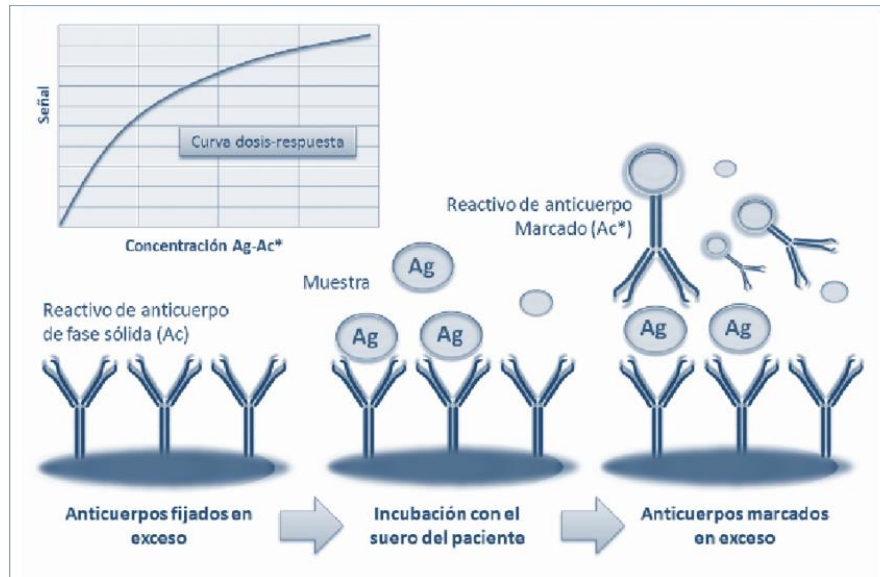 Señal
Curva dosis-respuesta
Concentración Ag-Ac*
Reactivo de anticuerpo
de fase sólida (Ac)
Muestra
Ag
Ag
Ag
Reactivo de anticuerpo
Marcado (Ac*)
Ag
Ag
Anticuerpos fijados en
exceso
Incubación con el
suero del paciente
Anticuerpos marcados
en exceso